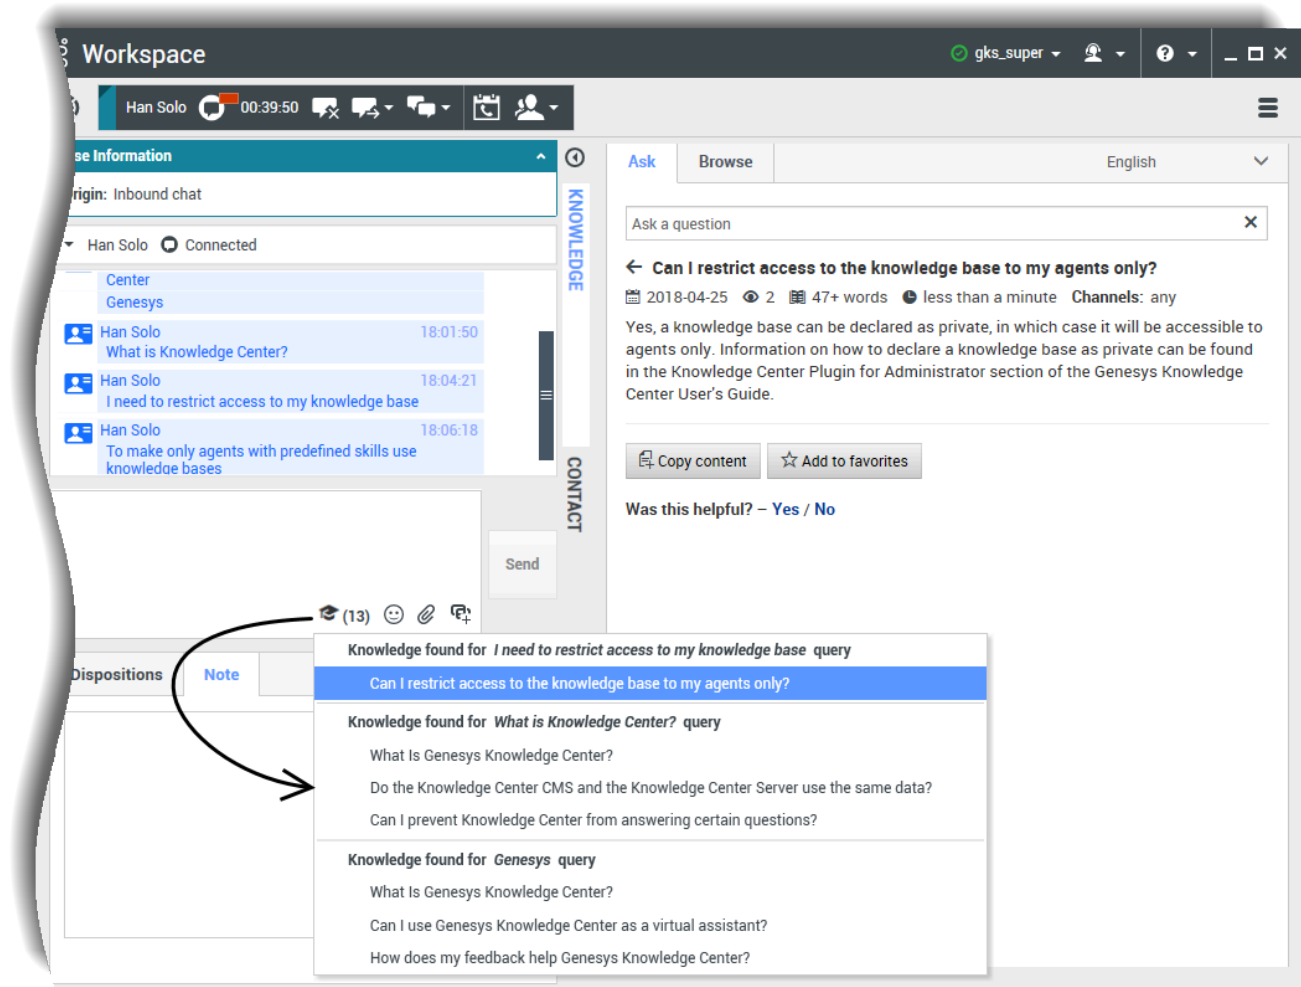 Workspace
gks_super
Han Solo 00:39:50
se Information
rigin: Inbound chat
Han Solo Connected
Center
Genesys
Han Solo 18:01:50
What is Knowledge Center?
Han Solo 18:04:21
I need to restrict access to my knowledge base
Han Solo 18:06:18
To make only agents with predefined skills use
knowledge bases
Send
(13)
Dispositions Note
KNOWLEDGE
CONTACT
Ask Browse English
Ask a question
Can I restrict access to the knowledge base to my agents only?
2018-04-25 2 47+ words less than a minute Channels: any
Yes, a knowledge base can be declared as private, in which case it will be accessible to
agents only. Information on how to declare a knowledge base as private can be found
in the Knowledge Center Plugin for Administrator section of the Genesys Knowledge
Center User's Guide.
Copy content Add to favorites
Was this helpful? – Yes / No
Knowledge found for I need to restrict access to my knowledge base query
Can I restrict access to the knowledge base to my agents only?
Knowledge found for What is Knowledge Center? query
What Is Genesys Knowledge Center?
Do the Knowledge Center CMS and the Knowledge Center Server use the same data?
Can I prevent Knowledge Center from answering certain questions?
Knowledge found for Genesys query
What Is Genesys Knowledge Center?
Can I use Genesys Knowledge Center as a virtual assistant?
How does my feedback help Genesys Knowledge Center?